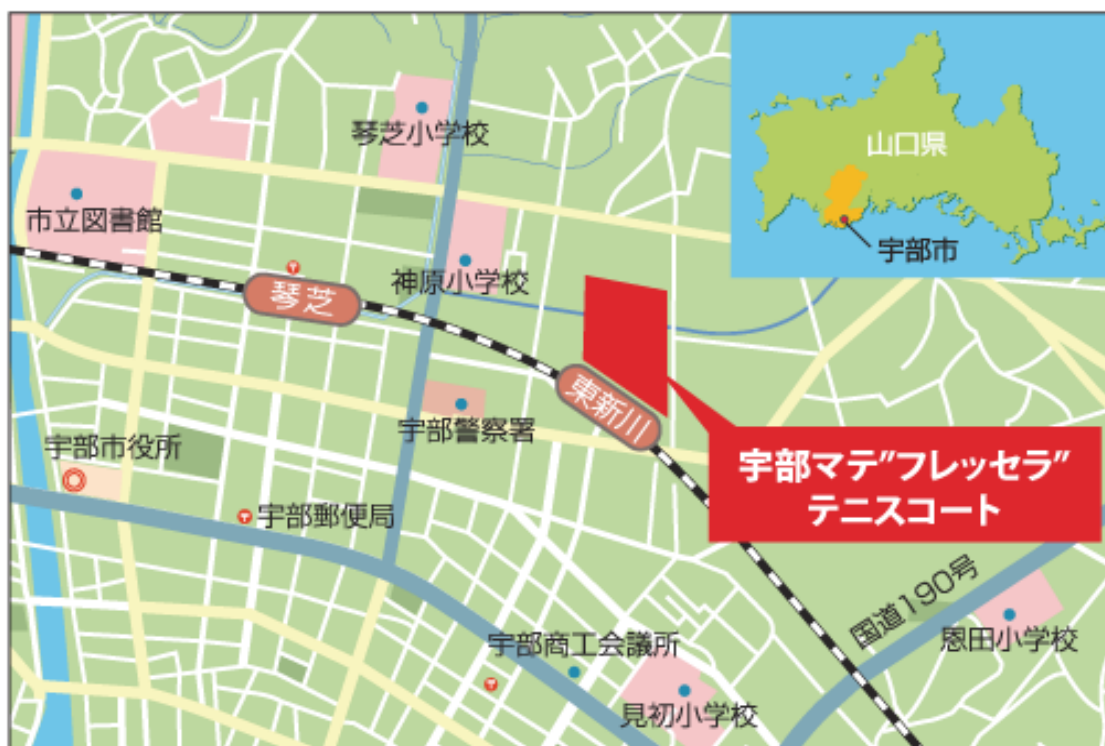 琴芝小学校
山口県
市立図書館
宇部市
神原小学校
琴芝
東新川
宇部警察署
宇部市役所
宇部マテ"フレッセラ"
テニスコート
宇部郵便局
国道190号
恩田小学校
宇部商工会議所
見初小学校